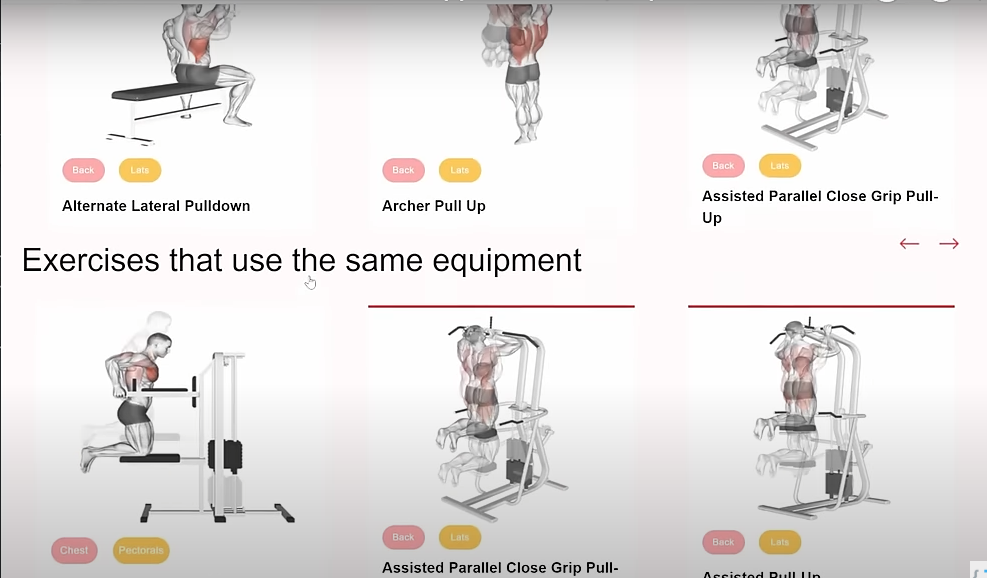 Back Lats Back Lats Back Lats
Alternate Lateral Pulldown
Archer Pull Up
Assisted Parallel Close Grip Pull-
Up
Exercises that use the same equipment
Chest Pectorals Back Lats Back Lats
Assisted Parallel Close Grip Pull-
Assisted Pull Up